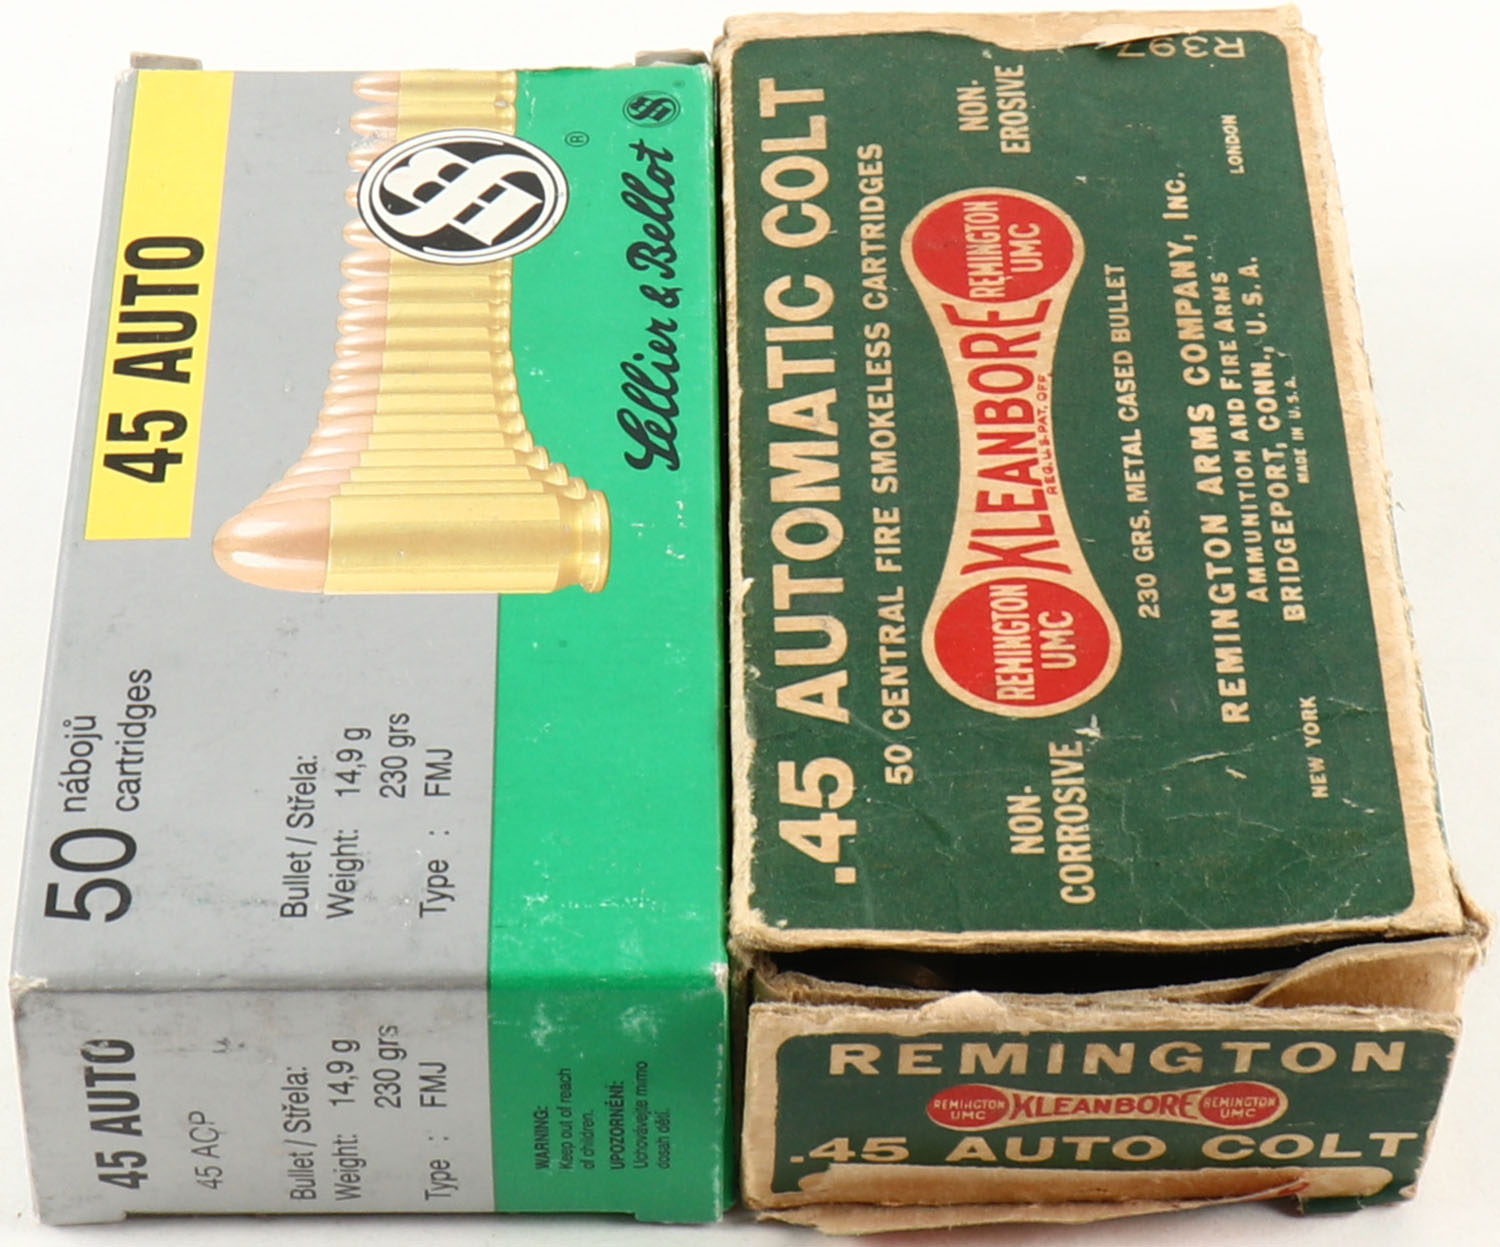 45 AUTO
®
Sellier & Bellot
50 nábojů
cartridges
Bullet / Střela:
Weight: 14,9 g
230 grs
Type : FMJ
45 AUTO
45 ACP
Bullet / Střela:
Weight: 14,9 g
230 grs
Type : FMJ
WARNING:
Keep out of reach
of children.
UPOZORNĚNÍ:
Uchovávejte mimo
dosah dětí.
.45 AUTOMATIC COLT
50 CENTRAL FIRE SMOKELESS CARTRIDGES
NON-
CORROSIVE
REMINGTON
UMC
KLEANBORE
REG. U.S. PAT. OFF.
REMINGTON
UMC
NON-
EROSIVE
230 GRS. METAL CASED BULLET
REMINGTON ARMS COMPANY, INC.
AMMUNITION AND FIRE ARMS
BRIDGEPORT, CONN., U.S.A.
MADE IN U.S.A.
NEW YORK
LONDON
REMINGTON
REMINGTON
UMC
KLEANBORE
REMINGTON
UMC
.45 AUTO COLT